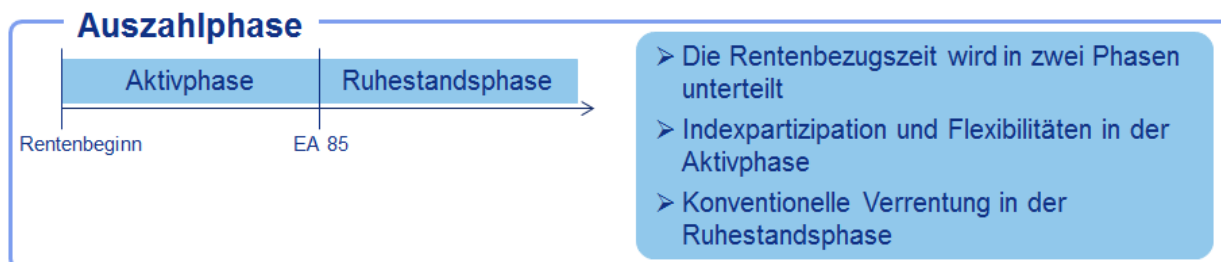 Auszahlphase
Aktivphase
Ruhestandsphase
Rentenbeginn
EA 85
➢ Die Rentenbezugszeit wird in zwei Phasen
unterteilt
➢ Indexpartizipation und Flexibilitäten in der
Aktivphase
➢ Konventionelle Verrentung in der
Ruhestandsphase